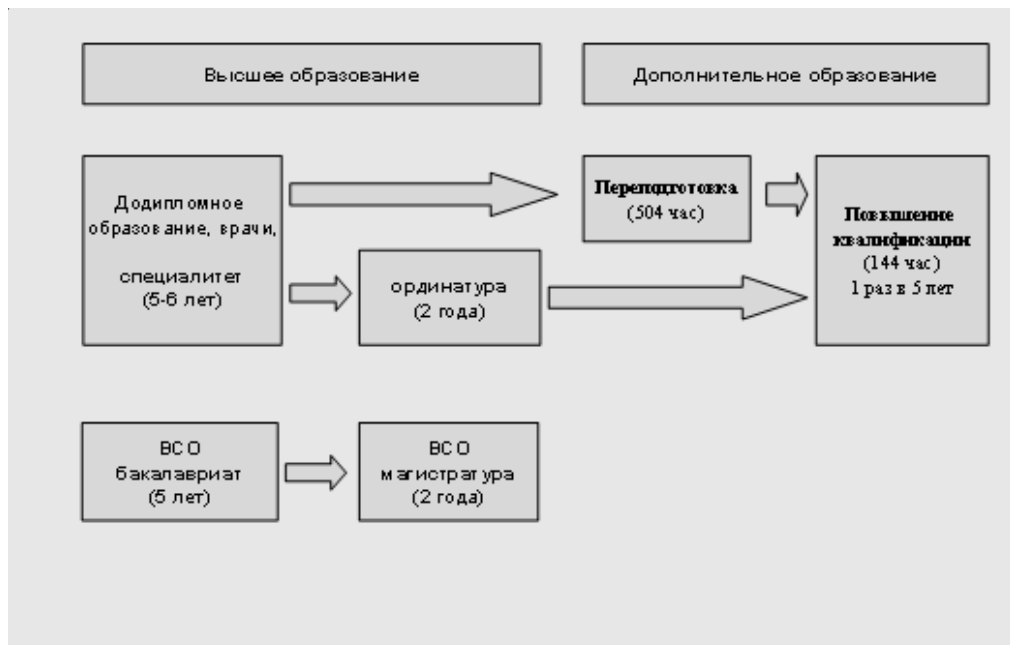 Высшее образование
Дополнительное образование
Додипломное
образование, врачи,
специалитет
(5-6 лет)
ординатура
(2 года)
Переподготовка
(504 час)
Повышение
квалификации
(144 час)
1 раз в 5 лет
ВСО
бакалавриат
(5 лет)
ВСО
магистратура
(2 года)